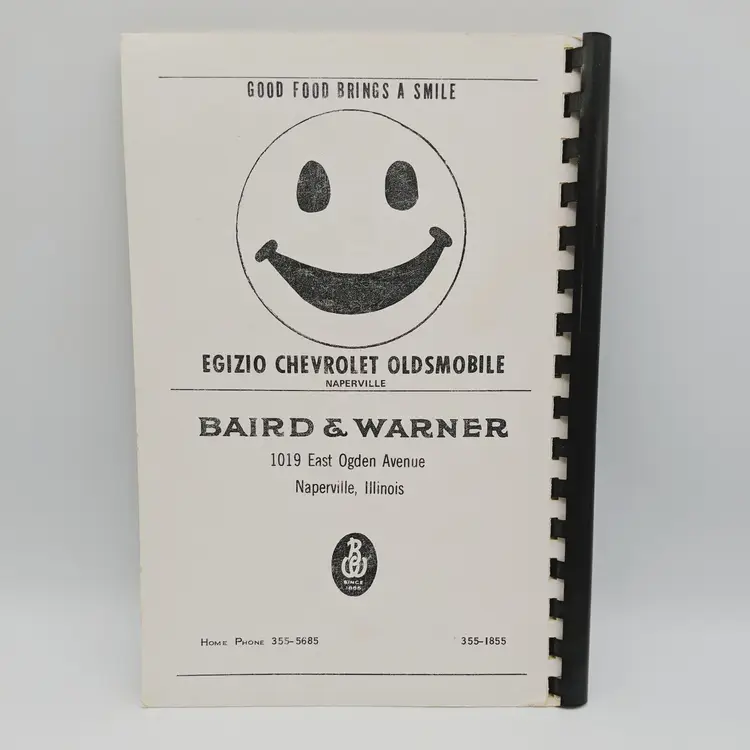 GOOD FOOD BRINGS A SMILE
EGIZIO CHEVROLET OLDSMOBILE
NAPERVILLE
BAIRD & WARNER
1019 East Ogden Avenue
Naperville, Illinois
BW
SINCE
1855
HOME PHONE 355-5685 355-1855